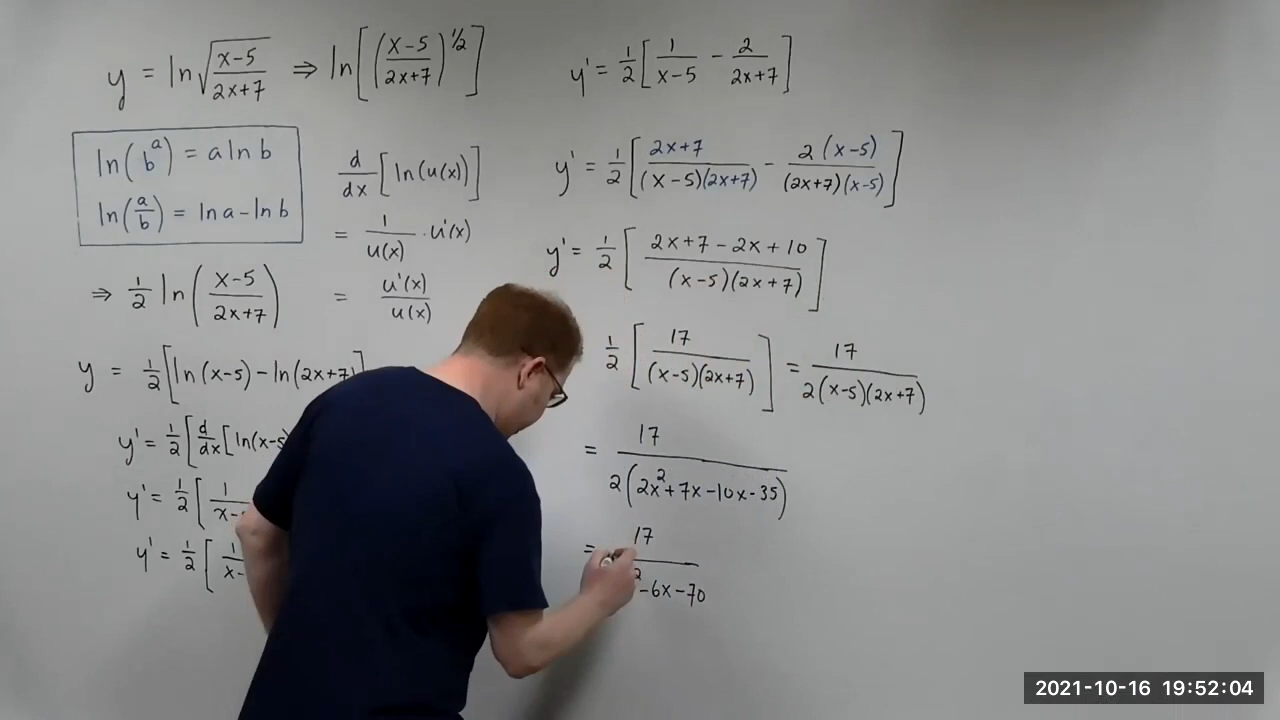 y = ln√((x-5)/(2x+7)) ⇒ ln[((x-5)/(2x+7))^1/2]
ln(b^a) = a ln b
ln(a/b) = ln a - ln b
d/dx [ln(u(x))]
= 1/u(x) · u'(x)
= u'(x)/u(x)
⇒ 1/2 ln((x-5)/(2x+7))
y = 1/2[ln(x-5) - ln(2x+7)]
y' = 1/2[d/dx[ln(x-5)
y' = 1/2[1/x-
y' = 1/2[1/x-
y' = 1/2[1/(x-5) - 2/(2x+7)]
y' = 1/2[(2x+7)/((x-5)(2x+7)) - 2(x-5)/((2x+7)(x-5))]
y' = 1/2[(2x+7-2x+10)/((x-5)(2x+7))]
1/2[17/((x-5)(2x+7))] = 17/(2(x-5)(2x+7))
= 17/(2(2x²+7x-10x-35))
= 17/(² -6x-70)
2021-10-16 19:52:04